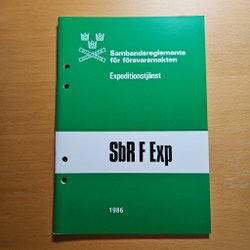 Sambandsreglemente
för försvarsmakten
Expeditionstjänst
SbR F Exp
1986